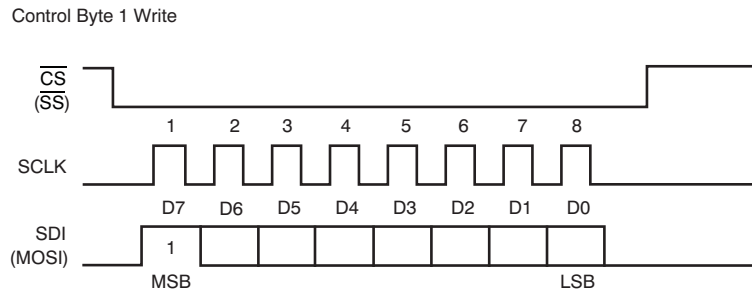 Control Byte 1 Write
CS
(SS)
1 2 3 4 5 6 7 8
SCLK
D7 D6 D5 D4 D3 D2 D1 D0
SDI
(MOSI)
1
MSB LSB